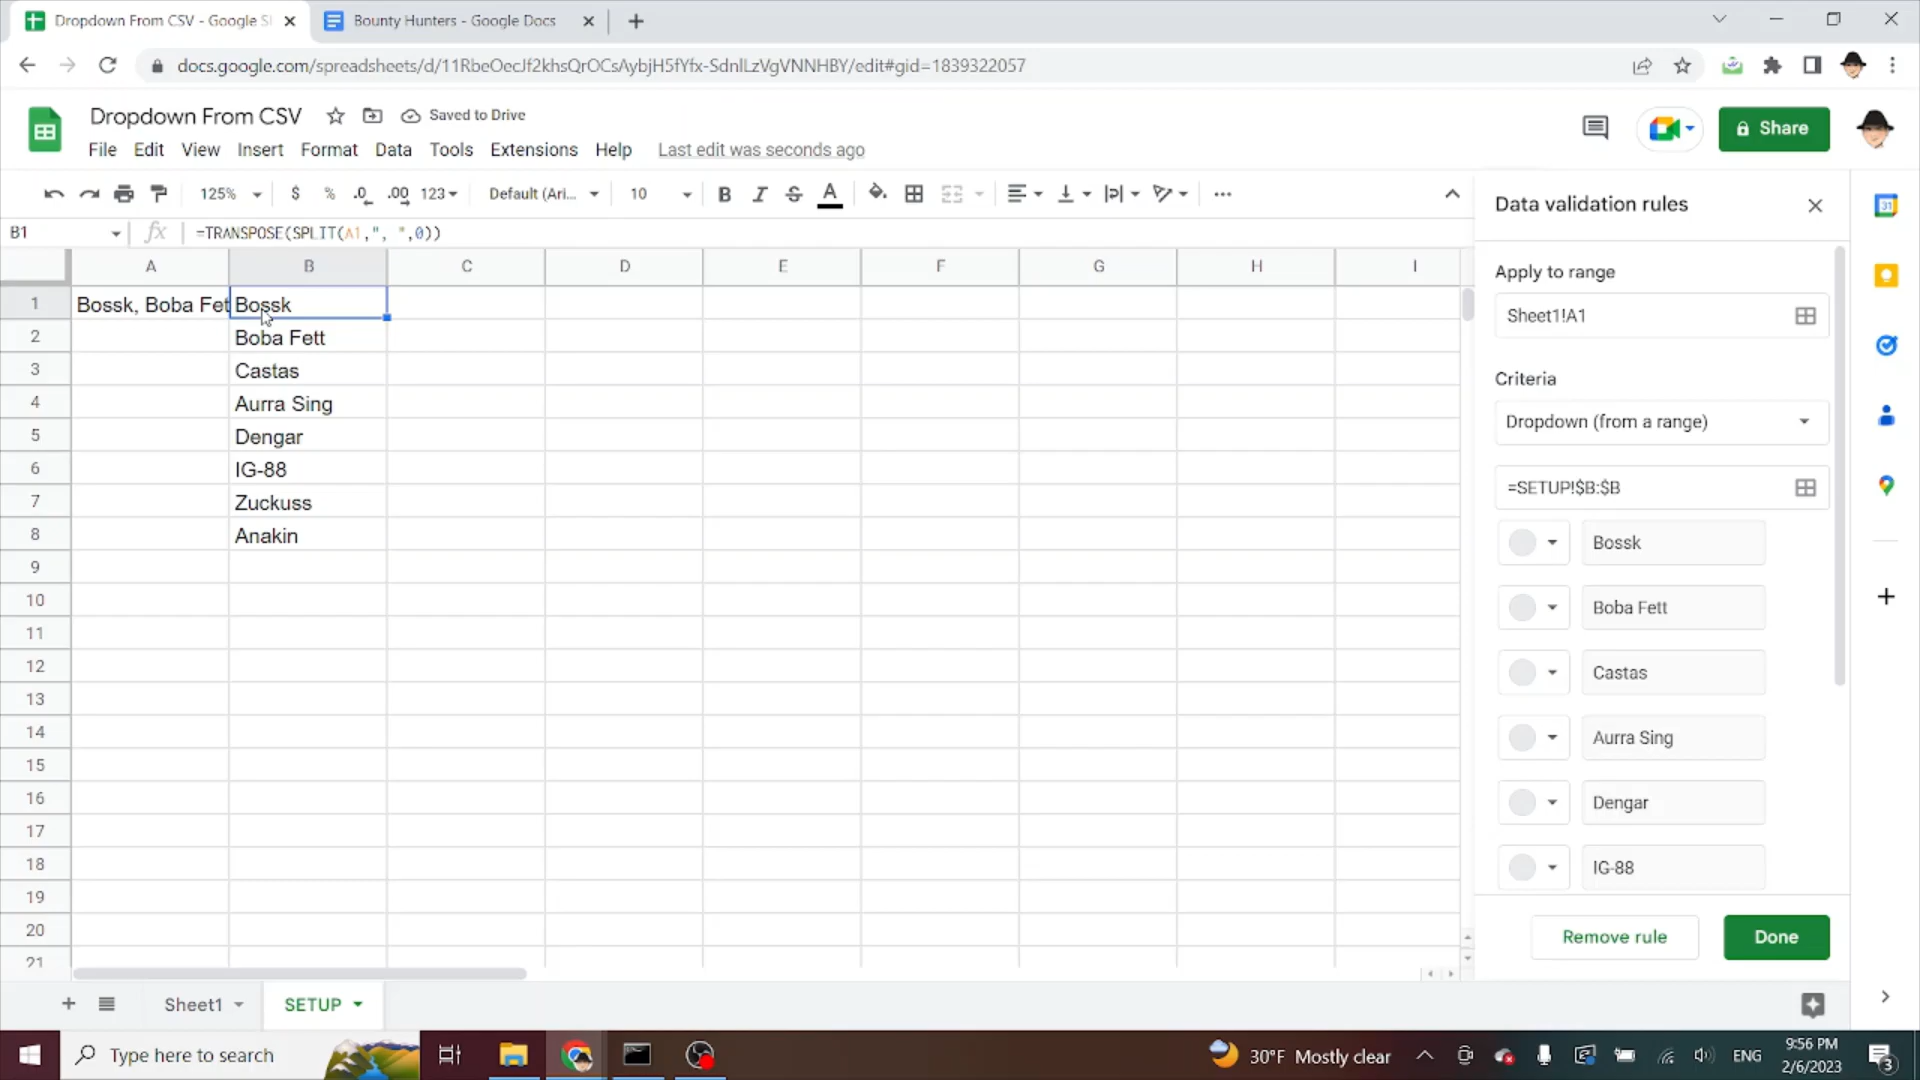 Dropdown From CSV - Google S
Bounty Hunters - Google Docs
docs.google.com/spreadsheets/d/11RbeOecJf2khsQrOCsAybjH5fYfx-SdnlLzVgVNNHBY/edit#gid=1839322057
Dropdown From CSV
Saved to Drive
Share
File Edit View Insert Format Data Tools Extensions Help Last edit was seconds ago
125% $ % .0 .00 123 Default (Ari... 10 B I S A
B1 fx =TRANSPOSE(SPLIT(A1,", ",0))
A B C D E F G H I
1 Bossk, Boba Fet Bossk
2 Boba Fett
3 Castas
4 Aurra Sing
5 Dengar
6 IG-88
7 Zuckuss
8 Anakin
9
10
11
12
13
14
15
16
17
18
19
20
21
Data validation rules
Apply to range
Sheet1!A1
Criteria
Dropdown (from a range)
=SETUP!$B:$B
Bossk
Boba Fett
Castas
Aurra Sing
Dengar
IG-88
Remove rule
Done
31
Sheet1 SETUP
Type here to search
30°F Mostly clear
ENG
9:56 PM
2/6/2023
3